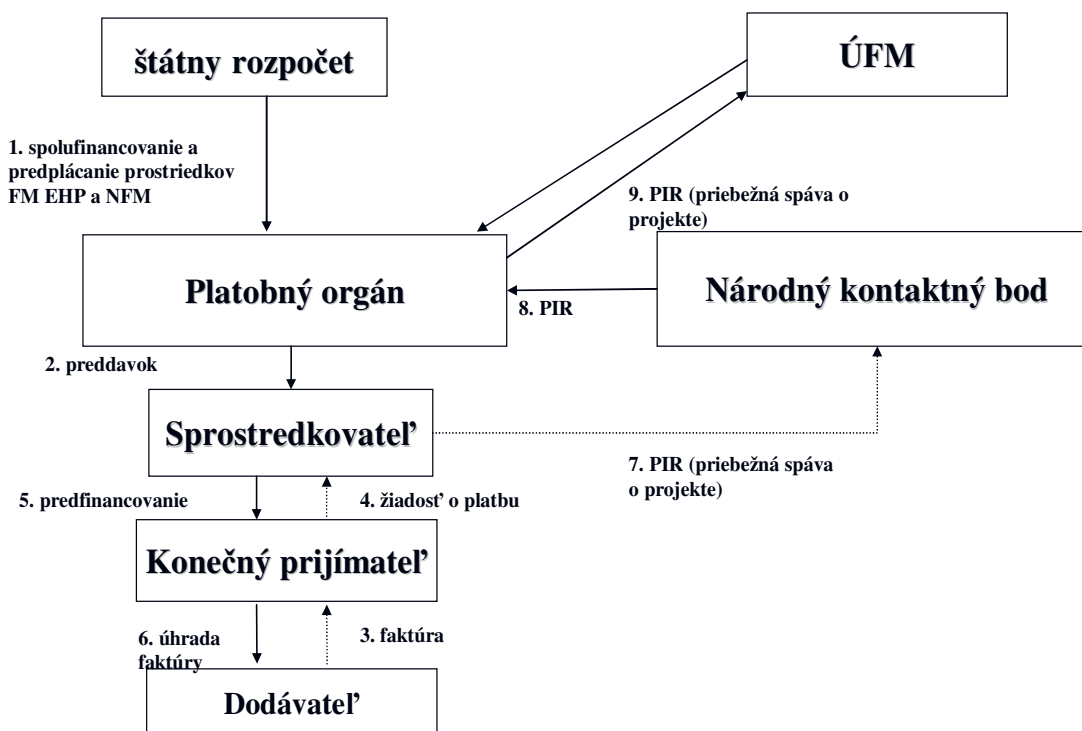 štátny rozpočet
ÚFM
1. spolufinancovanie a
predplácanie prostriedkov
FM EHP a NFM
9. PIR (priebežná spáva o
projekte)
Platobný orgán
Národný kontaktný bod
8. PIR
2. preddavok
Sprostredkovateľ
7. PIR (priebežná spáva
o projekte)
5. predfinancovanie
4. žiadosť o platbu
Konečný prijímateľ
6. úhrada
faktúry
3. faktúra
Dodávateľ